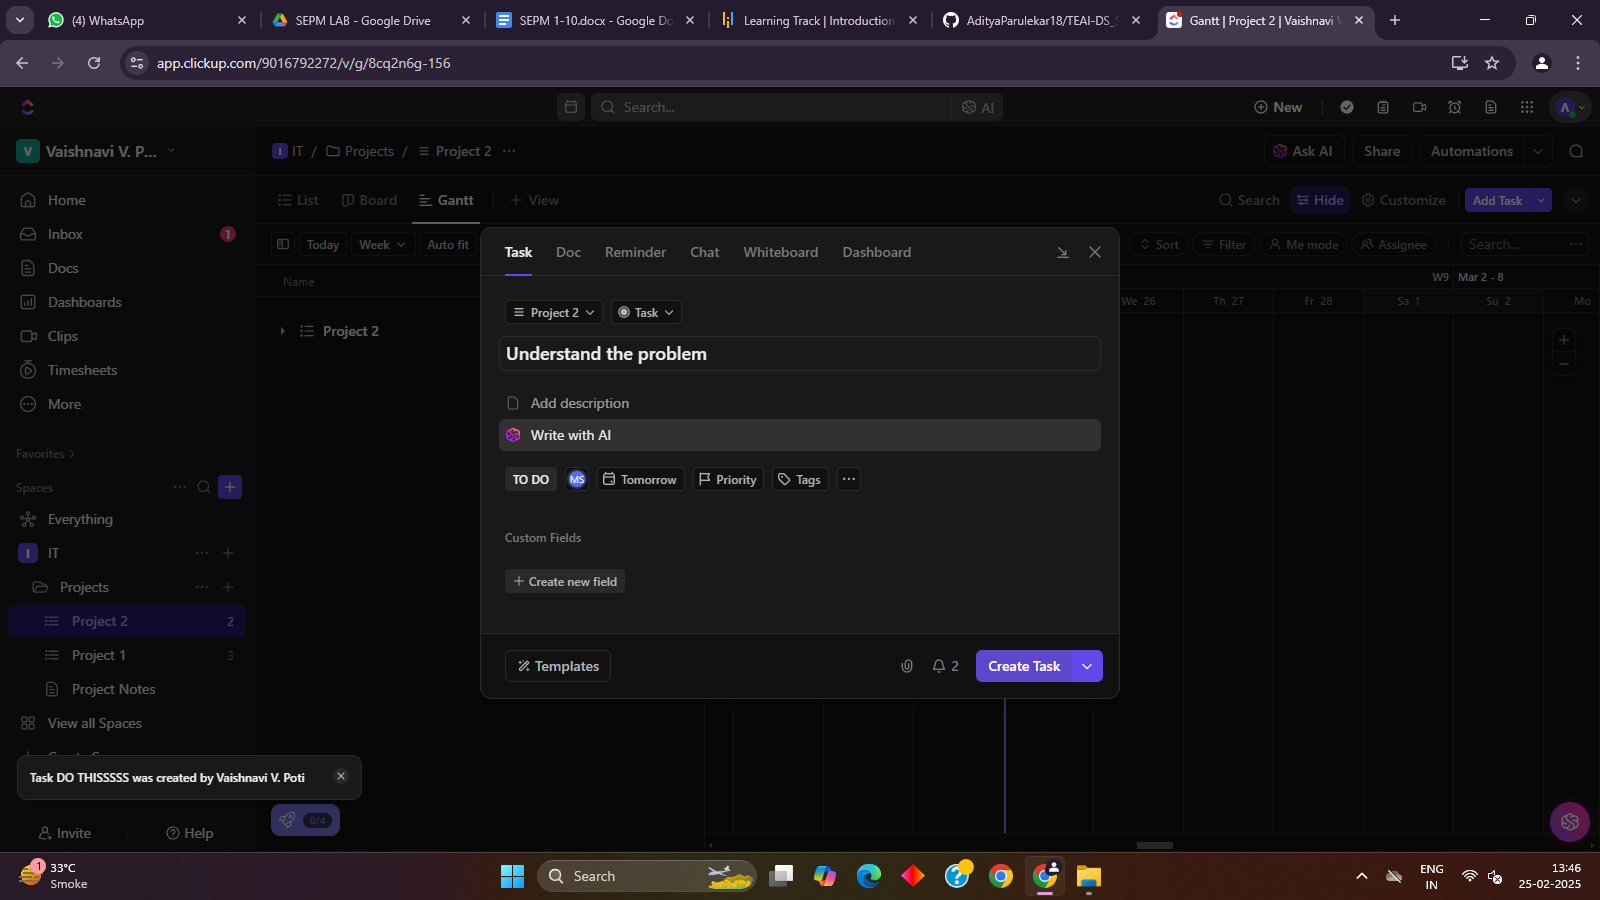 (4) WhatsApp
SEPM LAB - Google Drive
SEPM 1-10.docx - Google Do
Learning Track | Introduction
AdityaParulekar18/TEAI-DS_S
Gantt | Project 2 | Vaishnavi V
app.clickup.com/9016792272/v/g/8cq2n6g-156
Search...
AI
New
A
V Vaishnavi V. P...
I IT / Projects / Project 2 ...
Ask AI
Share
Automations
Home
Inbox 1
Docs
Dashboards
Clips
Timesheets
More
Favorites
Spaces
Everything
I IT
Projects
Project 2 2
Project 1 3
Project Notes
View all Spaces
List
Board
Gantt
+ View
Search
Hide
Customize
Add Task
Today
Week
Auto fit
Sort
Filter
Me mode
Assignee
Search...
Name
Project 2
W9 Mar 2 - 8
We 26
Th 27
Fr 28
Sa 1
Su 2
Mo
Task
Doc
Reminder
Chat
Whiteboard
Dashboard
Project 2
Task
Understand the problem
Add description
Write with AI
TO DO
MS
Tomorrow
Priority
Tags
Custom Fields
+ Create new field
Templates
2
Create Task
Task DO THISSSSS was created by Vaishnavi V. Poti
Invite
Help
0/4
1
33°C
Smoke
Search
ENG
IN
13:46
25-02-2025